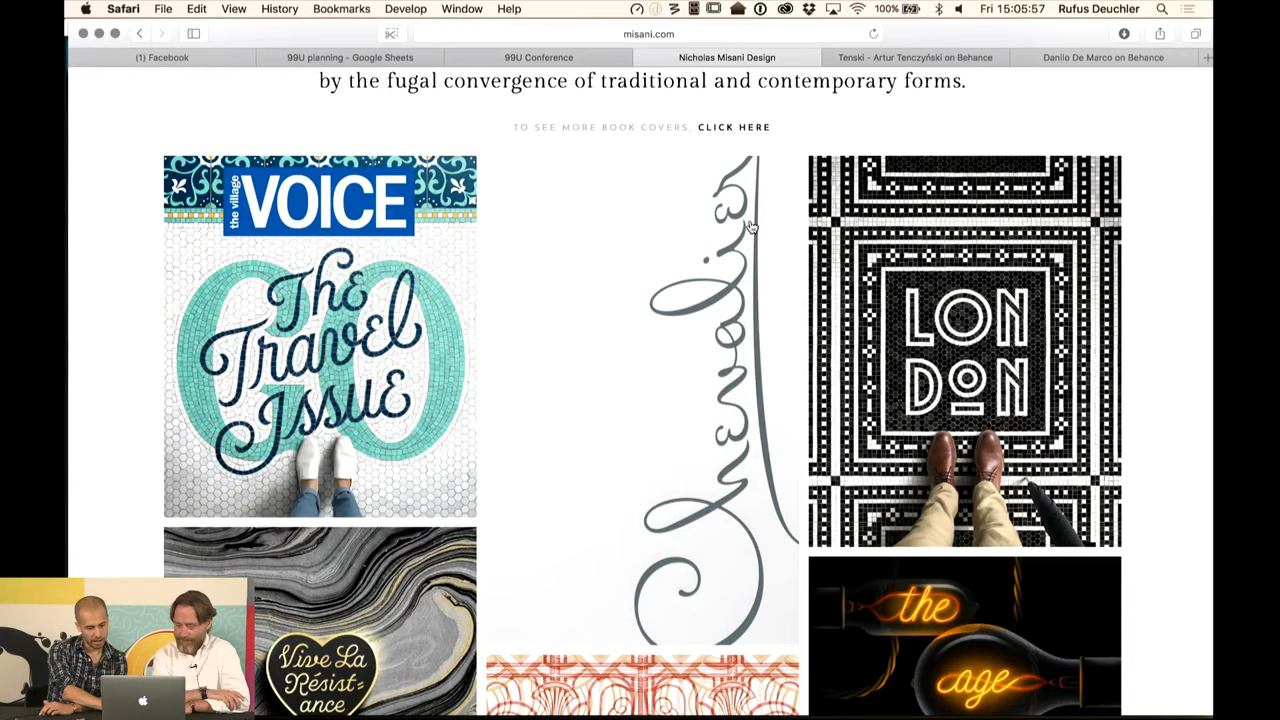 Safari File Edit View History Bookmarks Develop Window Help 100% Fri 15:05:57 Rufus Deuchler
misani.com
(1) Facebook 99U planning - Google Sheets 99U Conference Nicholas Misani Design Tenski - Artur Tenczyński on Behance Danilo De Marco on Behance
by the fugal convergence of traditional and contemporary forms.
TO SEE MORE BOOK COVERS, CLICK HERE
the village VOICE
60
The
Travel
Issue
Chevalier
LON
DON
Vive La
Résist-
ance
the
age